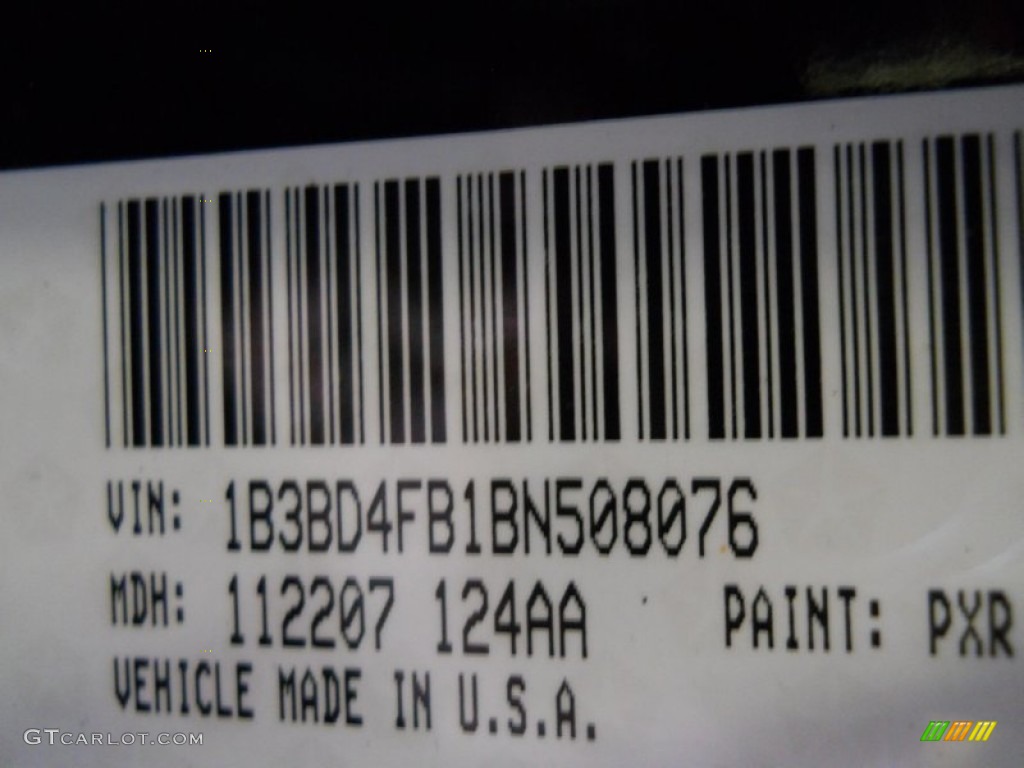 VIN: 1B3BD4FB1BN508076
MDH: 112207 124AA PAINT: PXR
VEHICLE MADE IN U.S.A.
GTCARLOT.COM